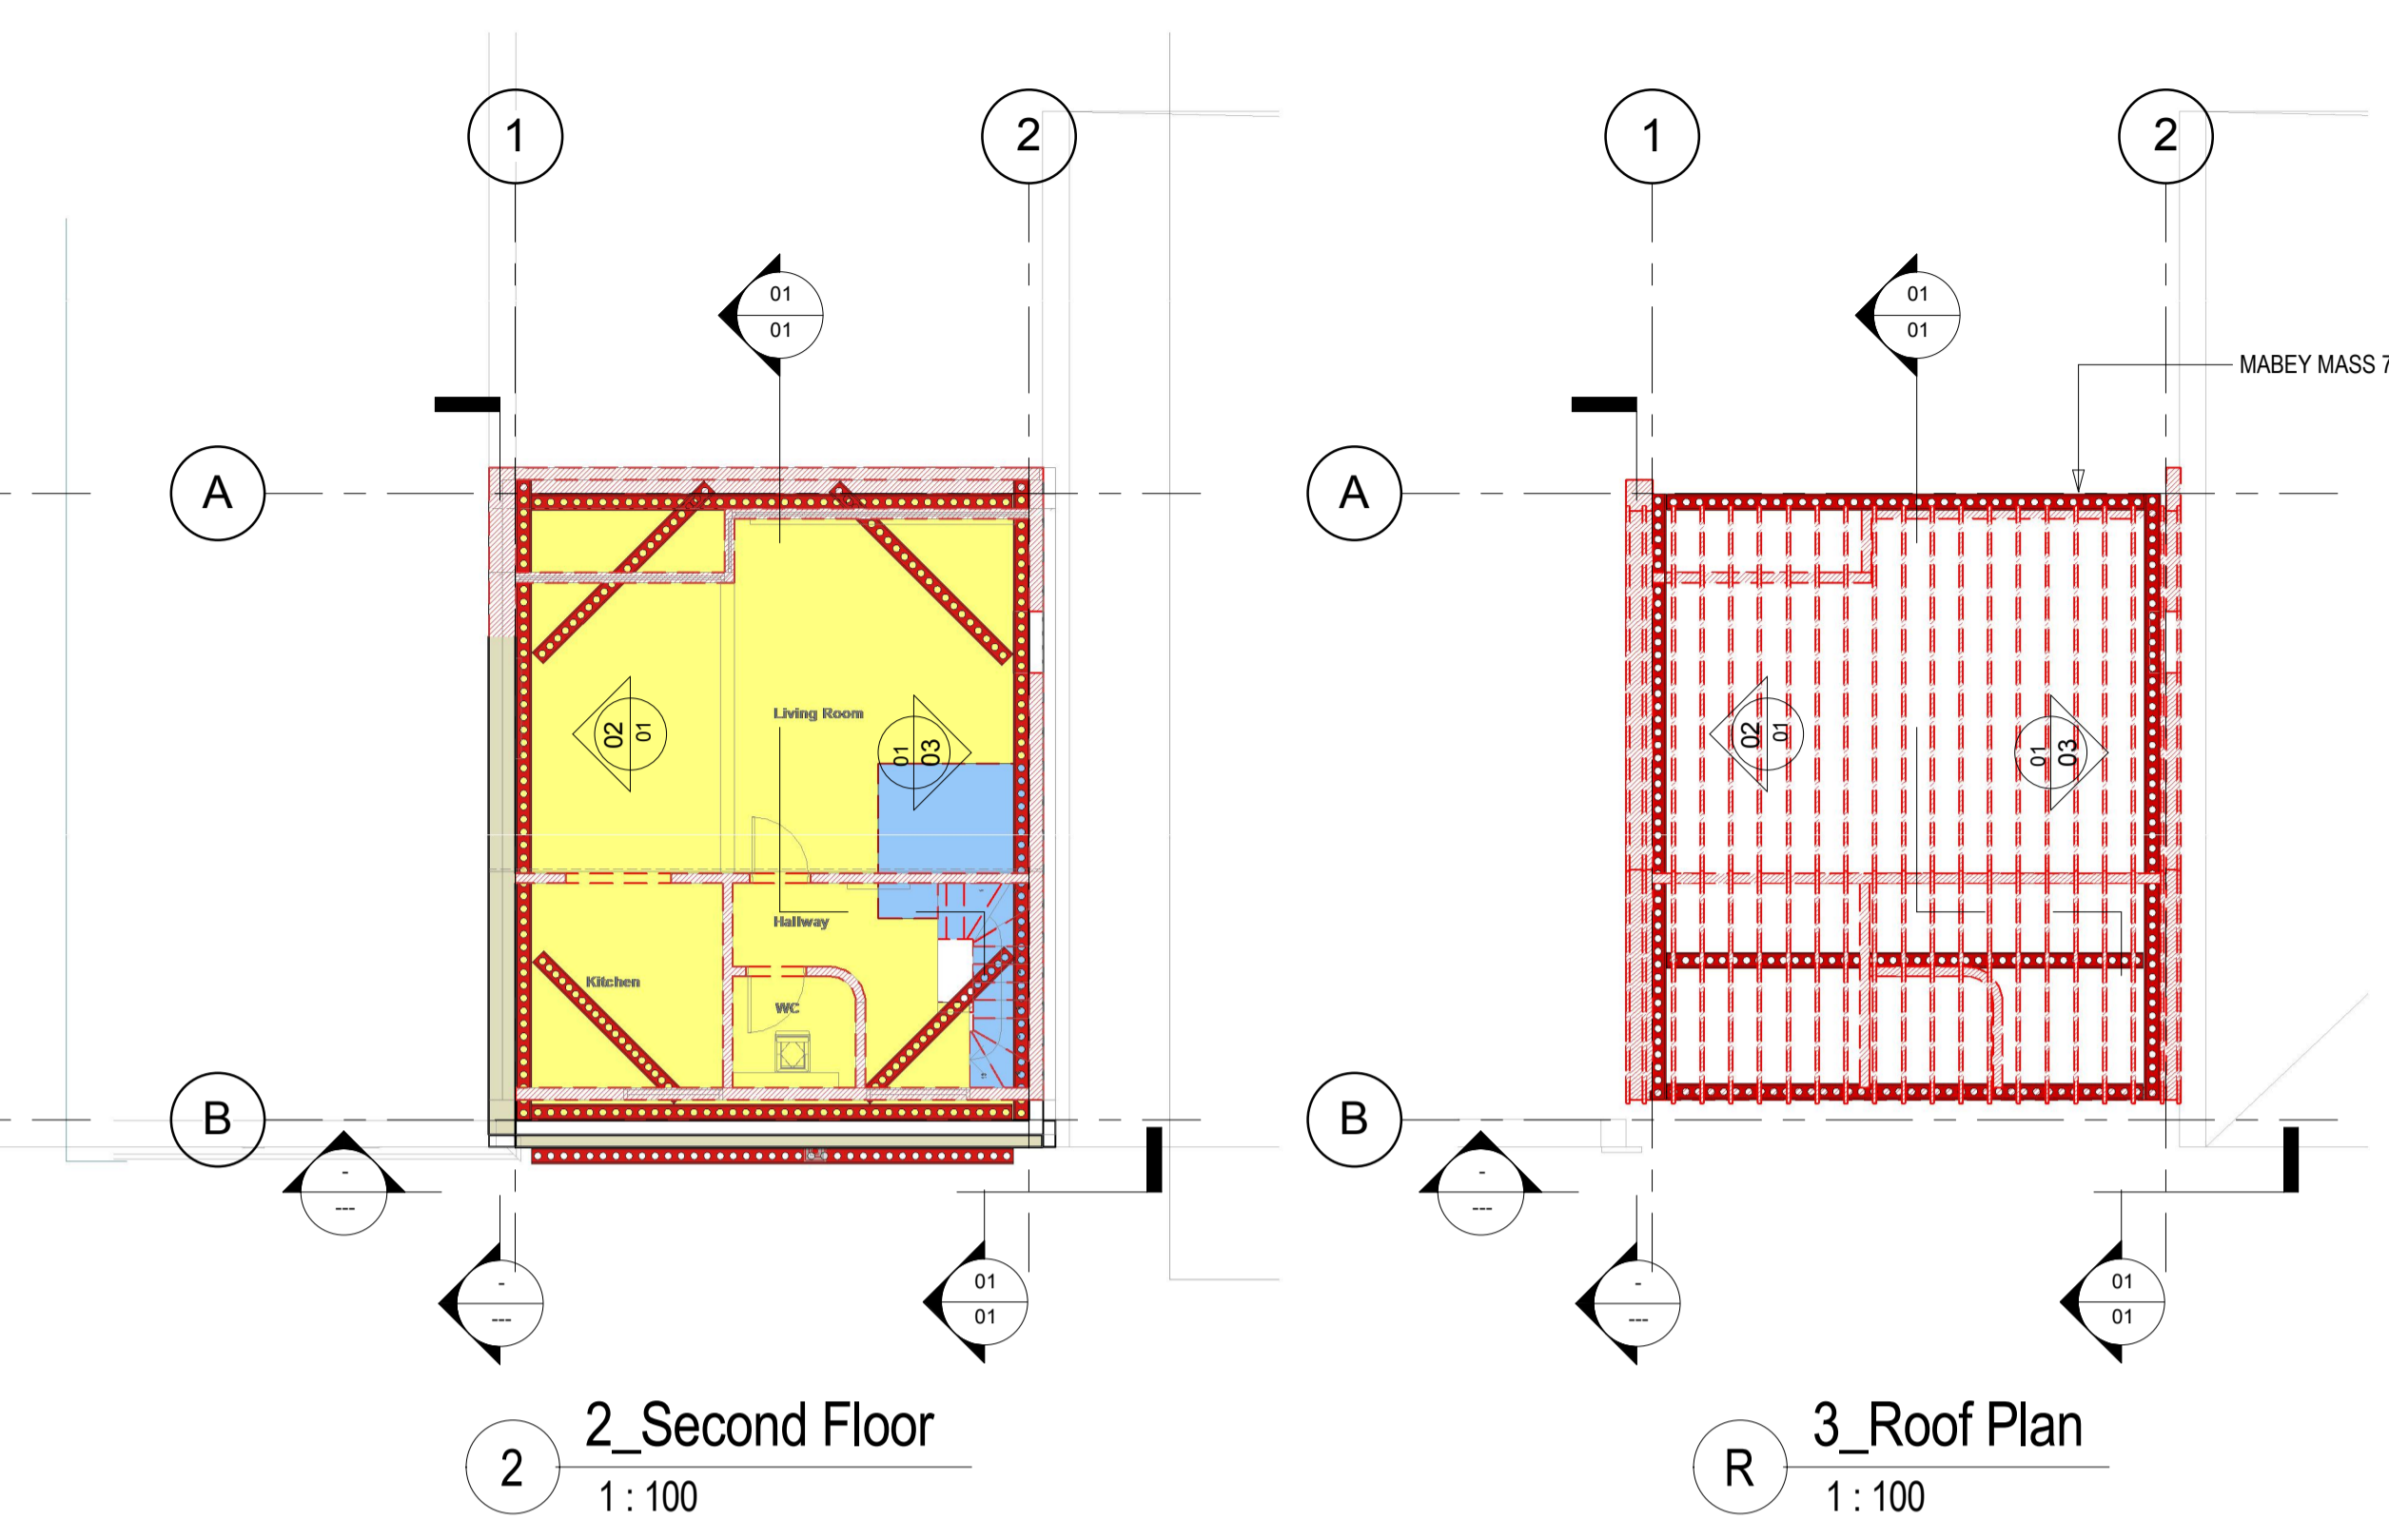 1
2
1
2
01
01
01
01
MABEY MASS 7
A
A
Living Room
02
01
01
03
02
01
01
03
Hallway
Kitchen
WC
B
B
-
---
-
---
-
---
01
01
-
---
01
01
2_Second Floor
2
1 : 100
3_Roof Plan
R
1 : 100